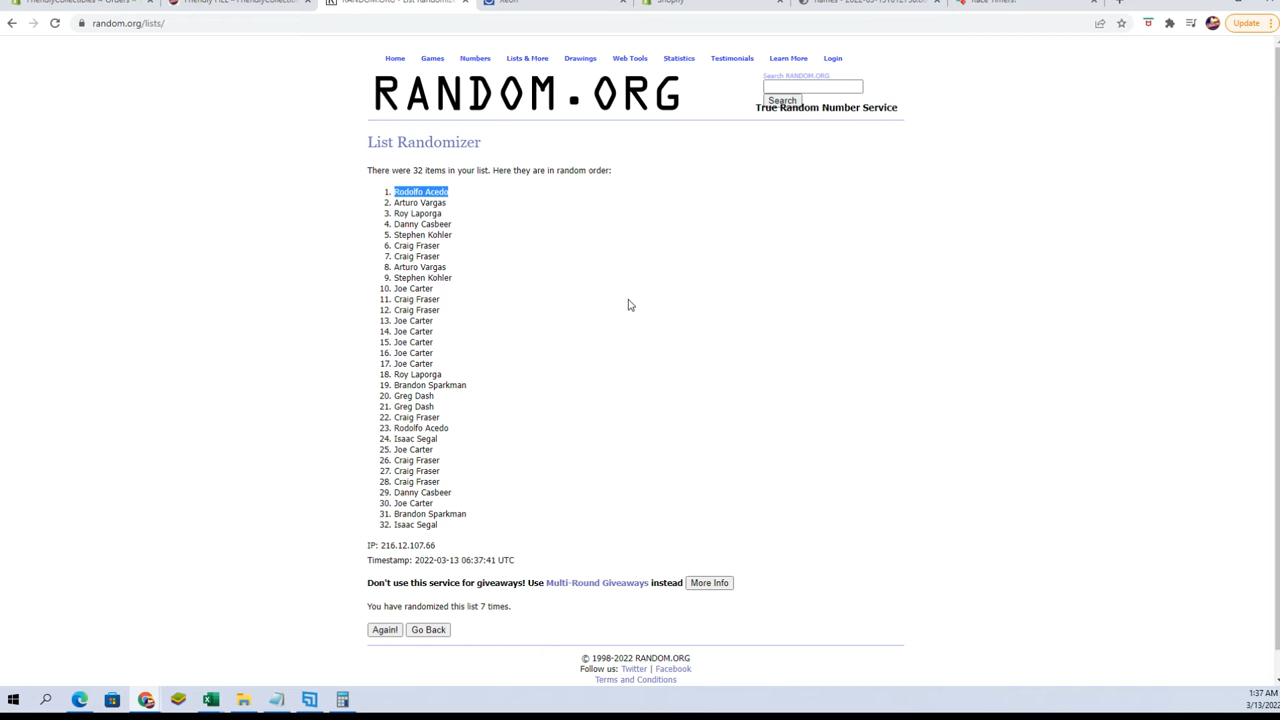 random.org/lists/
Update
Home Games Numbers Lists & More Drawings Web Tools Statistics Testimonials Learn More Login
Search RANDOM.ORG
RANDOM.ORG
Search
True Random Number Service
List Randomizer
There were 32 items in your list. Here they are in random order:
1. Rodolfo Acedo
2. Arturo Vargas
3. Roy Laporga
4. Danny Casbeer
5. Stephen Kohler
6. Craig Fraser
7. Craig Fraser
8. Arturo Vargas
9. Stephen Kohler
10. Joe Carter
11. Craig Fraser
12. Craig Fraser
13. Joe Carter
14. Joe Carter
15. Joe Carter
16. Joe Carter
17. Joe Carter
18. Roy Laporga
19. Brandon Sparkman
20. Greg Dash
21. Greg Dash
22. Craig Fraser
23. Rodolfo Acedo
24. Isaac Segal
25. Joe Carter
26. Craig Fraser
27. Craig Fraser
28. Craig Fraser
29. Danny Casbeer
30. Joe Carter
31. Brandon Sparkman
32. Isaac Segal
IP: 216.12.107.66
Timestamp: 2022-03-13 06:37:41 UTC
Don't use this service for giveaways! Use Multi-Round Giveaways instead More Info
You have randomized this list 7 times.
Again! Go Back
© 1998-2022 RANDOM.ORG
Follow us: Twitter | Facebook
Terms and Conditions
1:37 AM
3/13/202